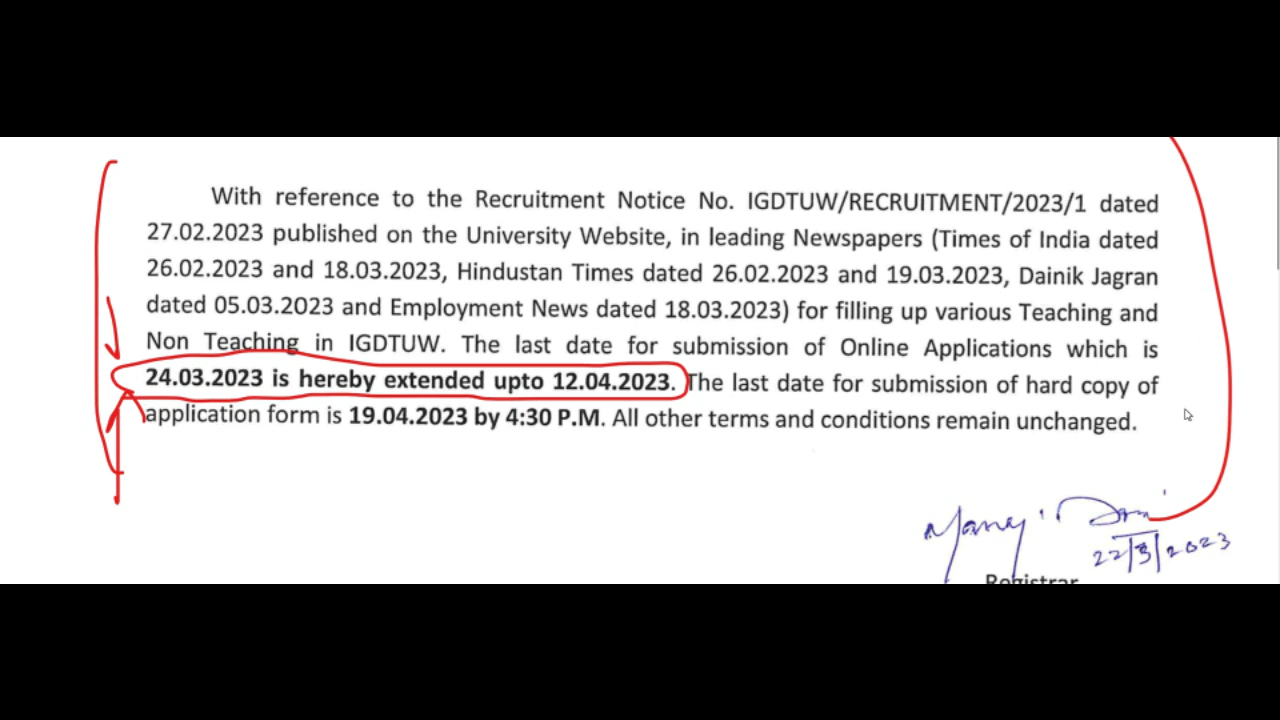 With reference to the Recruitment Notice No. IGDTUW/RECRUITMENT/2023/1 dated
27.02.2023 published on the University Website, in leading Newspapers (Times of India dated
26.02.2023 and 18.03.2023, Hindustan Times dated 26.02.2023 and 19.03.2023, Dainik Jagran
dated 05.03.2023 and Employment News dated 18.03.2023) for filling up various Teaching and
Non Teaching in IGDTUW. The last date for submission of Online Applications which is
24.03.2023 is hereby extended upto 12.04.2023. The last date for submission of hard copy of
application form is 19.04.2023 by 4:30 P.M. All other terms and conditions remain unchanged.
22/3/2023
Registrar